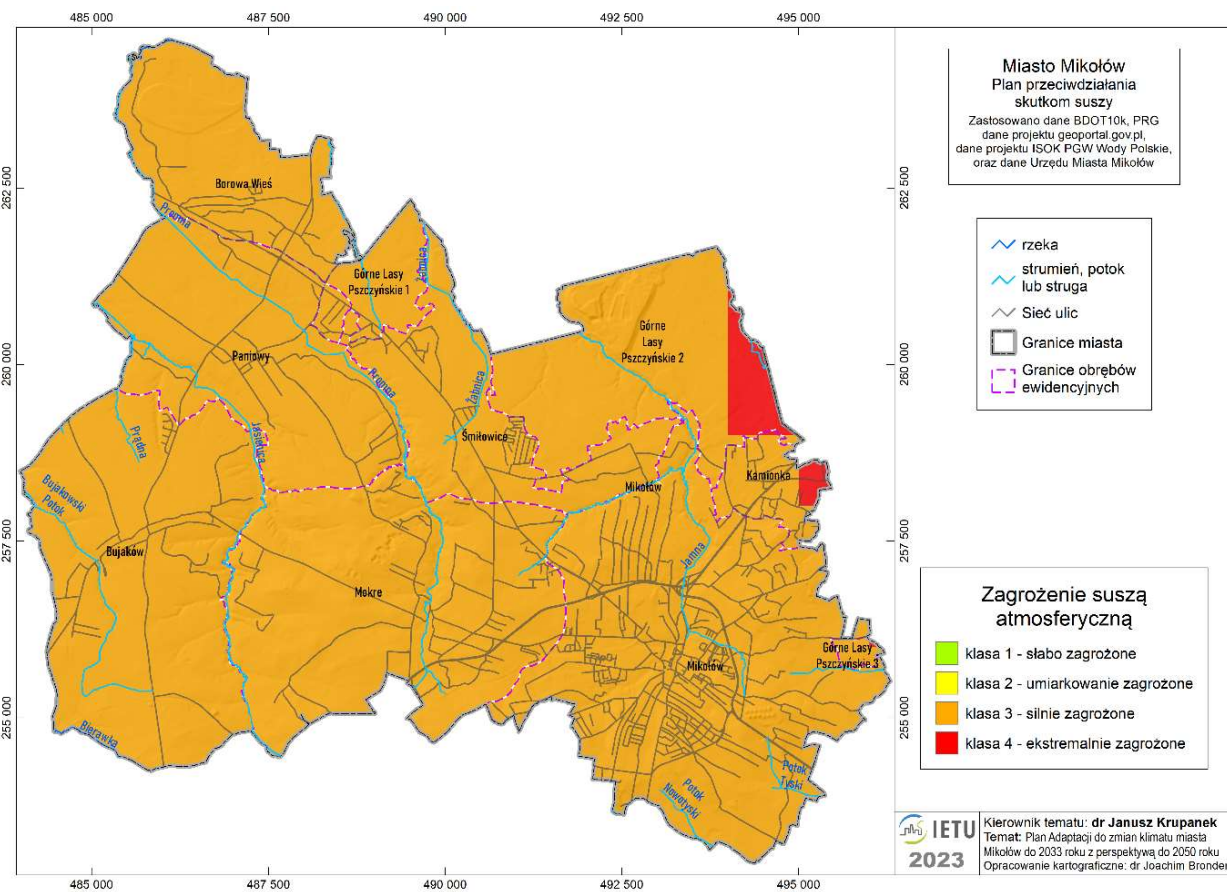 485 000
487 500
490 000
492 500
495 000
262 500
260 000
257 500
255 000
262 500
260 000
257 500
255 000
Borowa Wieś
Promna
Górne Lasy
Pszczyńskie 1
Żabnica
Górne
Lasy
Pszczyńskie 2
Paniowy
Promna
Żabnica
Śmiłowice
Prądna
Jasienica
Mikołów
Kamionka
Bujakowski
Potok
Bujaków
Jamna
Mokre
Mikołów
Górne Lasy
Pszczyńskie 3
Bierawka
Potok
Tyski
Potok
Nowotyski
485 000
487 500
490 000
492 500
495 000
Miasto Mikołów
Plan przeciwdziałania
skutkom suszy
Zastosowano dane BDOT10k, PRG
dane projektu geoportal.gov.pl,
dane projektu ISOK PGW Wody Polskie,
oraz dane Urzędu Miasta Mikołów
rzeka
strumień, potok
lub struga
Sieć ulic
Granice miasta
Granice obrębów
ewidencyjnych
Zagrożenie suszą
atmosferyczną
klasa 1 - słabo zagrożone
klasa 2 - umiarkowanie zagrożone
klasa 3 - silnie zagrożone
klasa 4 - ekstremalnie zagrożone
IETU
2023
Kierownik tematu: dr Janusz Krupanek
Temat: Plan Adaptacji do zmian klimatu miasta
Mikołów do 2033 roku z perspektywą do 2050 roku
Opracowanie kartograficzne: dr Joachim Bronder